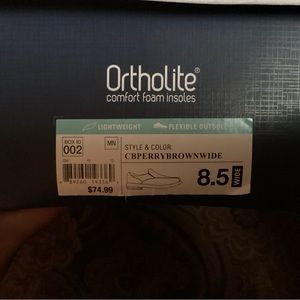 Ortholite®
comfort foam insoles
LIGHTWEIGHT
FLEXIBLE OUTSOLE
BOX ID
002
MN
STYLE & COLOR
CBPERRYBROWNWIDE
8.5
WIDE
$74.99